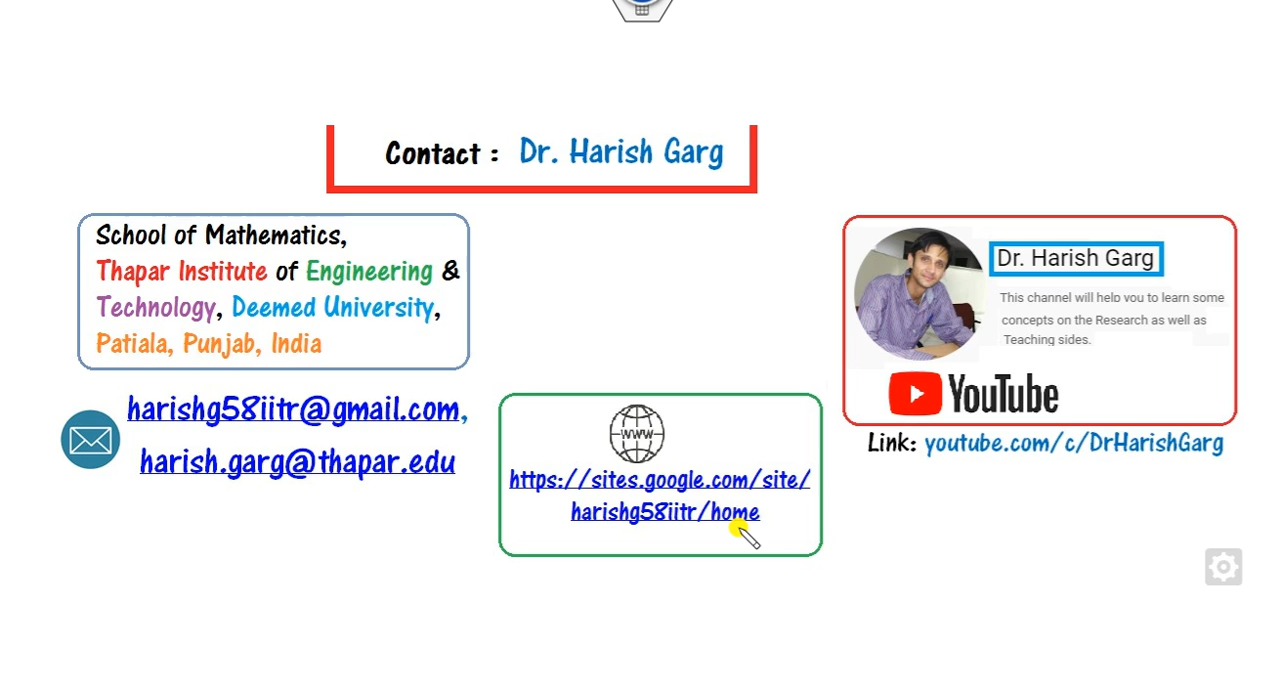 Contact : Dr. Harish Garg
School of Mathematics,
Thapar Institute of Engineering &
Technology, Deemed University,
Patiala, Punjab, India
harishg58iitr@gmail.com,
harish.garg@thapar.edu
WWW
https://sites.google.com/site/
harishg58iitr/home
Dr. Harish Garg
This channel will help you to learn some
concepts on the Research as well as
Teaching sides.
YouTube
Link: youtube.com/c/DrHarishGarg